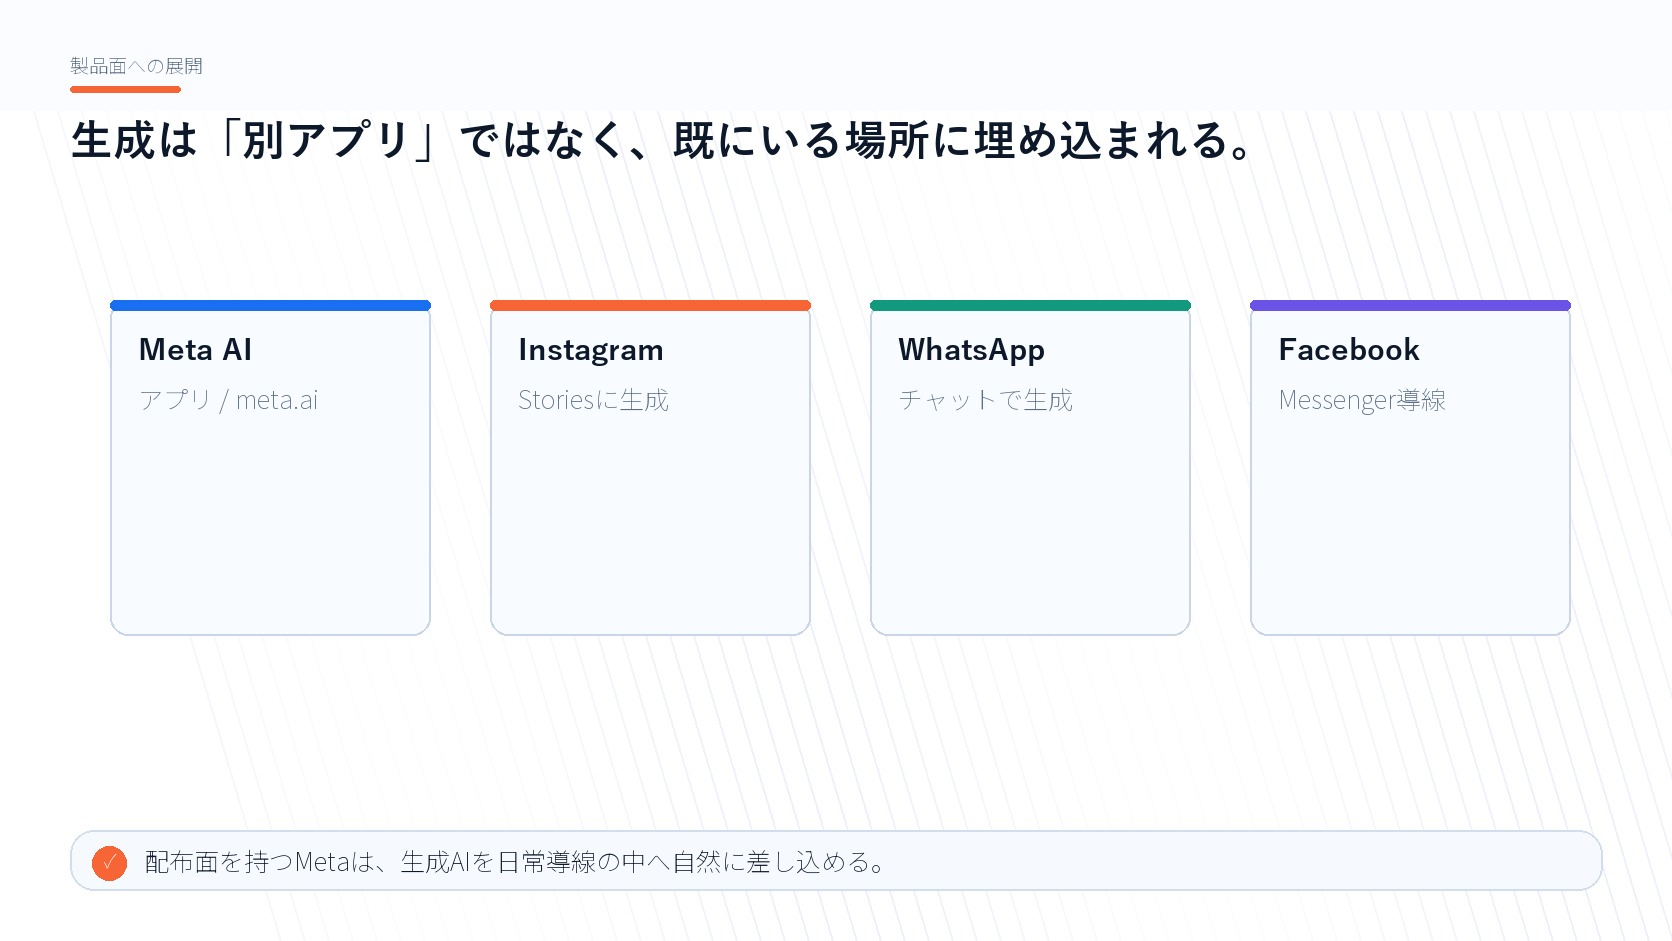 製品面への展開
生成は「別アプリ」ではなく、既にいる場所に埋め込まれる。
Meta AI
アプリ / meta.ai
Instagram
Storiesに生成
WhatsApp
チャットで生成
Facebook
Messenger導線
✓ 配布面を持つMetaは、生成AIを日常導線の中へ自然に差し込める。